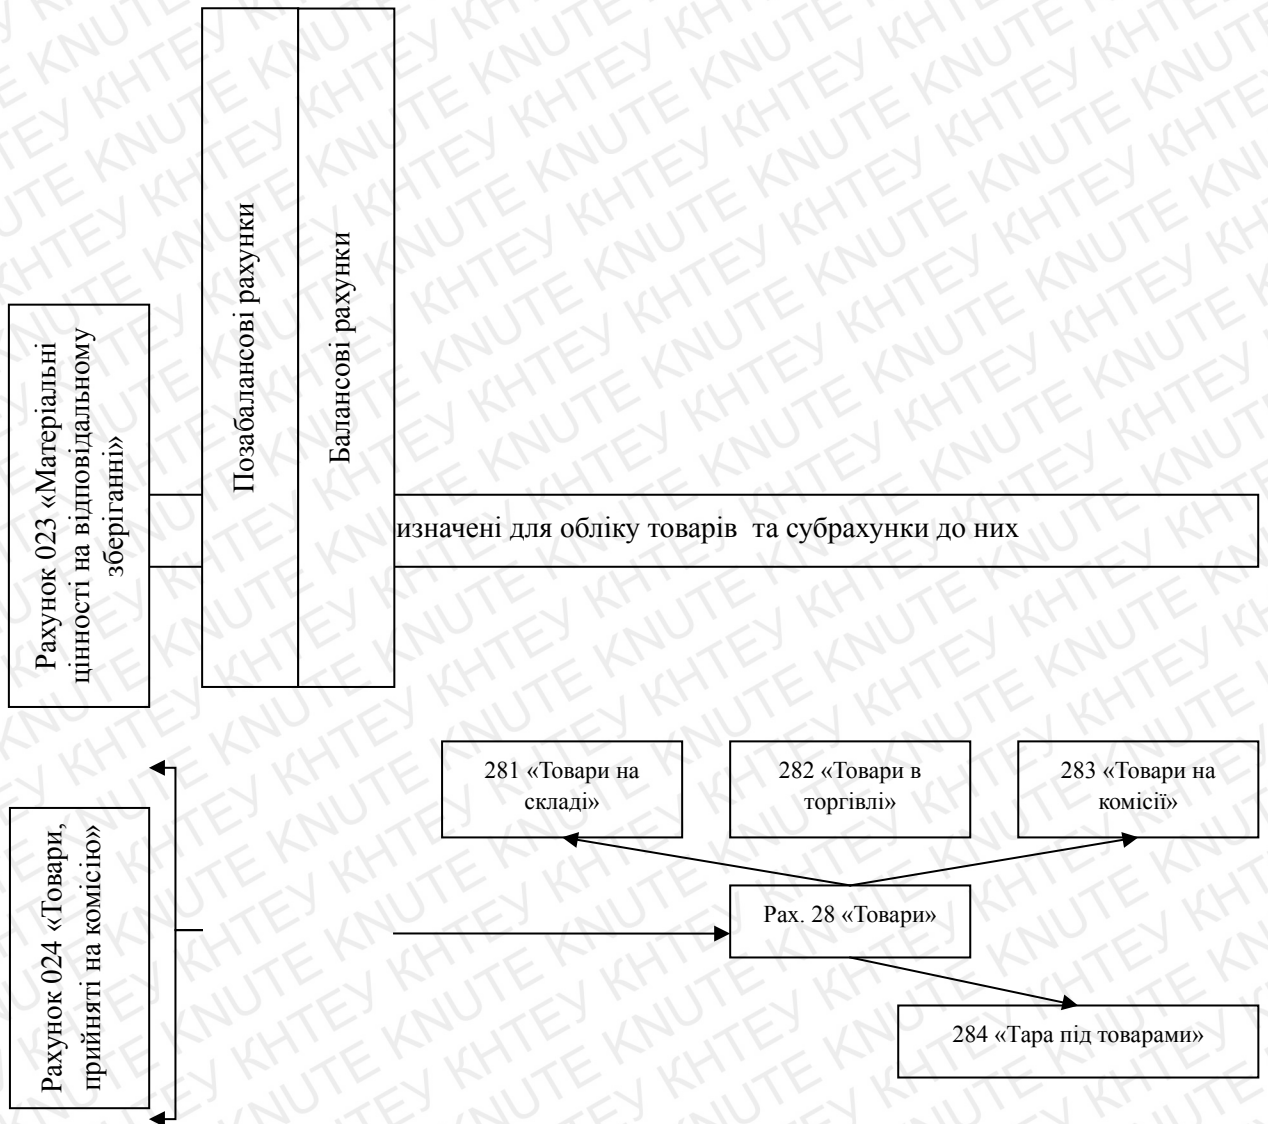 Позабалансові рахунки
Балансові рахунки
Рахунок 023 «Матеріальні
цінності на відповідальному
зберіганні»
изначені для обліку товарів та субрахунки до них
281 «Товари на
складі»
282 «Товари в
торгівлі»
283 «Товари на
комісії»
Рахунок 024 «Товари,
прийняті на комісію»
Рах. 28 «Товари»
284 «Тара під товарами»